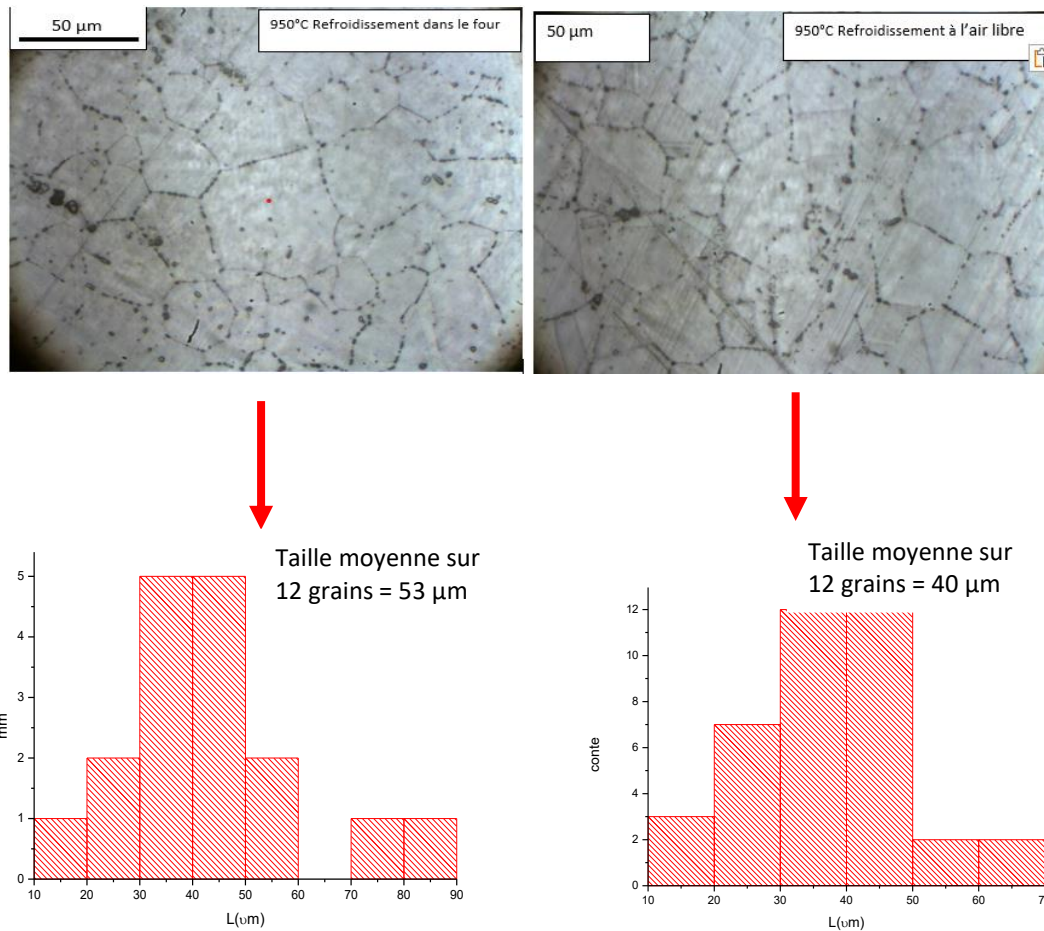 50 µm
950°C Refroidissement dans le four
50 µm
950°C Refroidissement à l'air libre
Taille moyenne sur
12 grains = 53 µm
Taille moyenne sur
12 grains = 40 µm
5
4
3
2
1
0
mm
10 20 30 40 50 60 70 80 90
L(υm)
12
10
8
6
4
2
0
conte
10 20 30 40 50 60
L(υm)